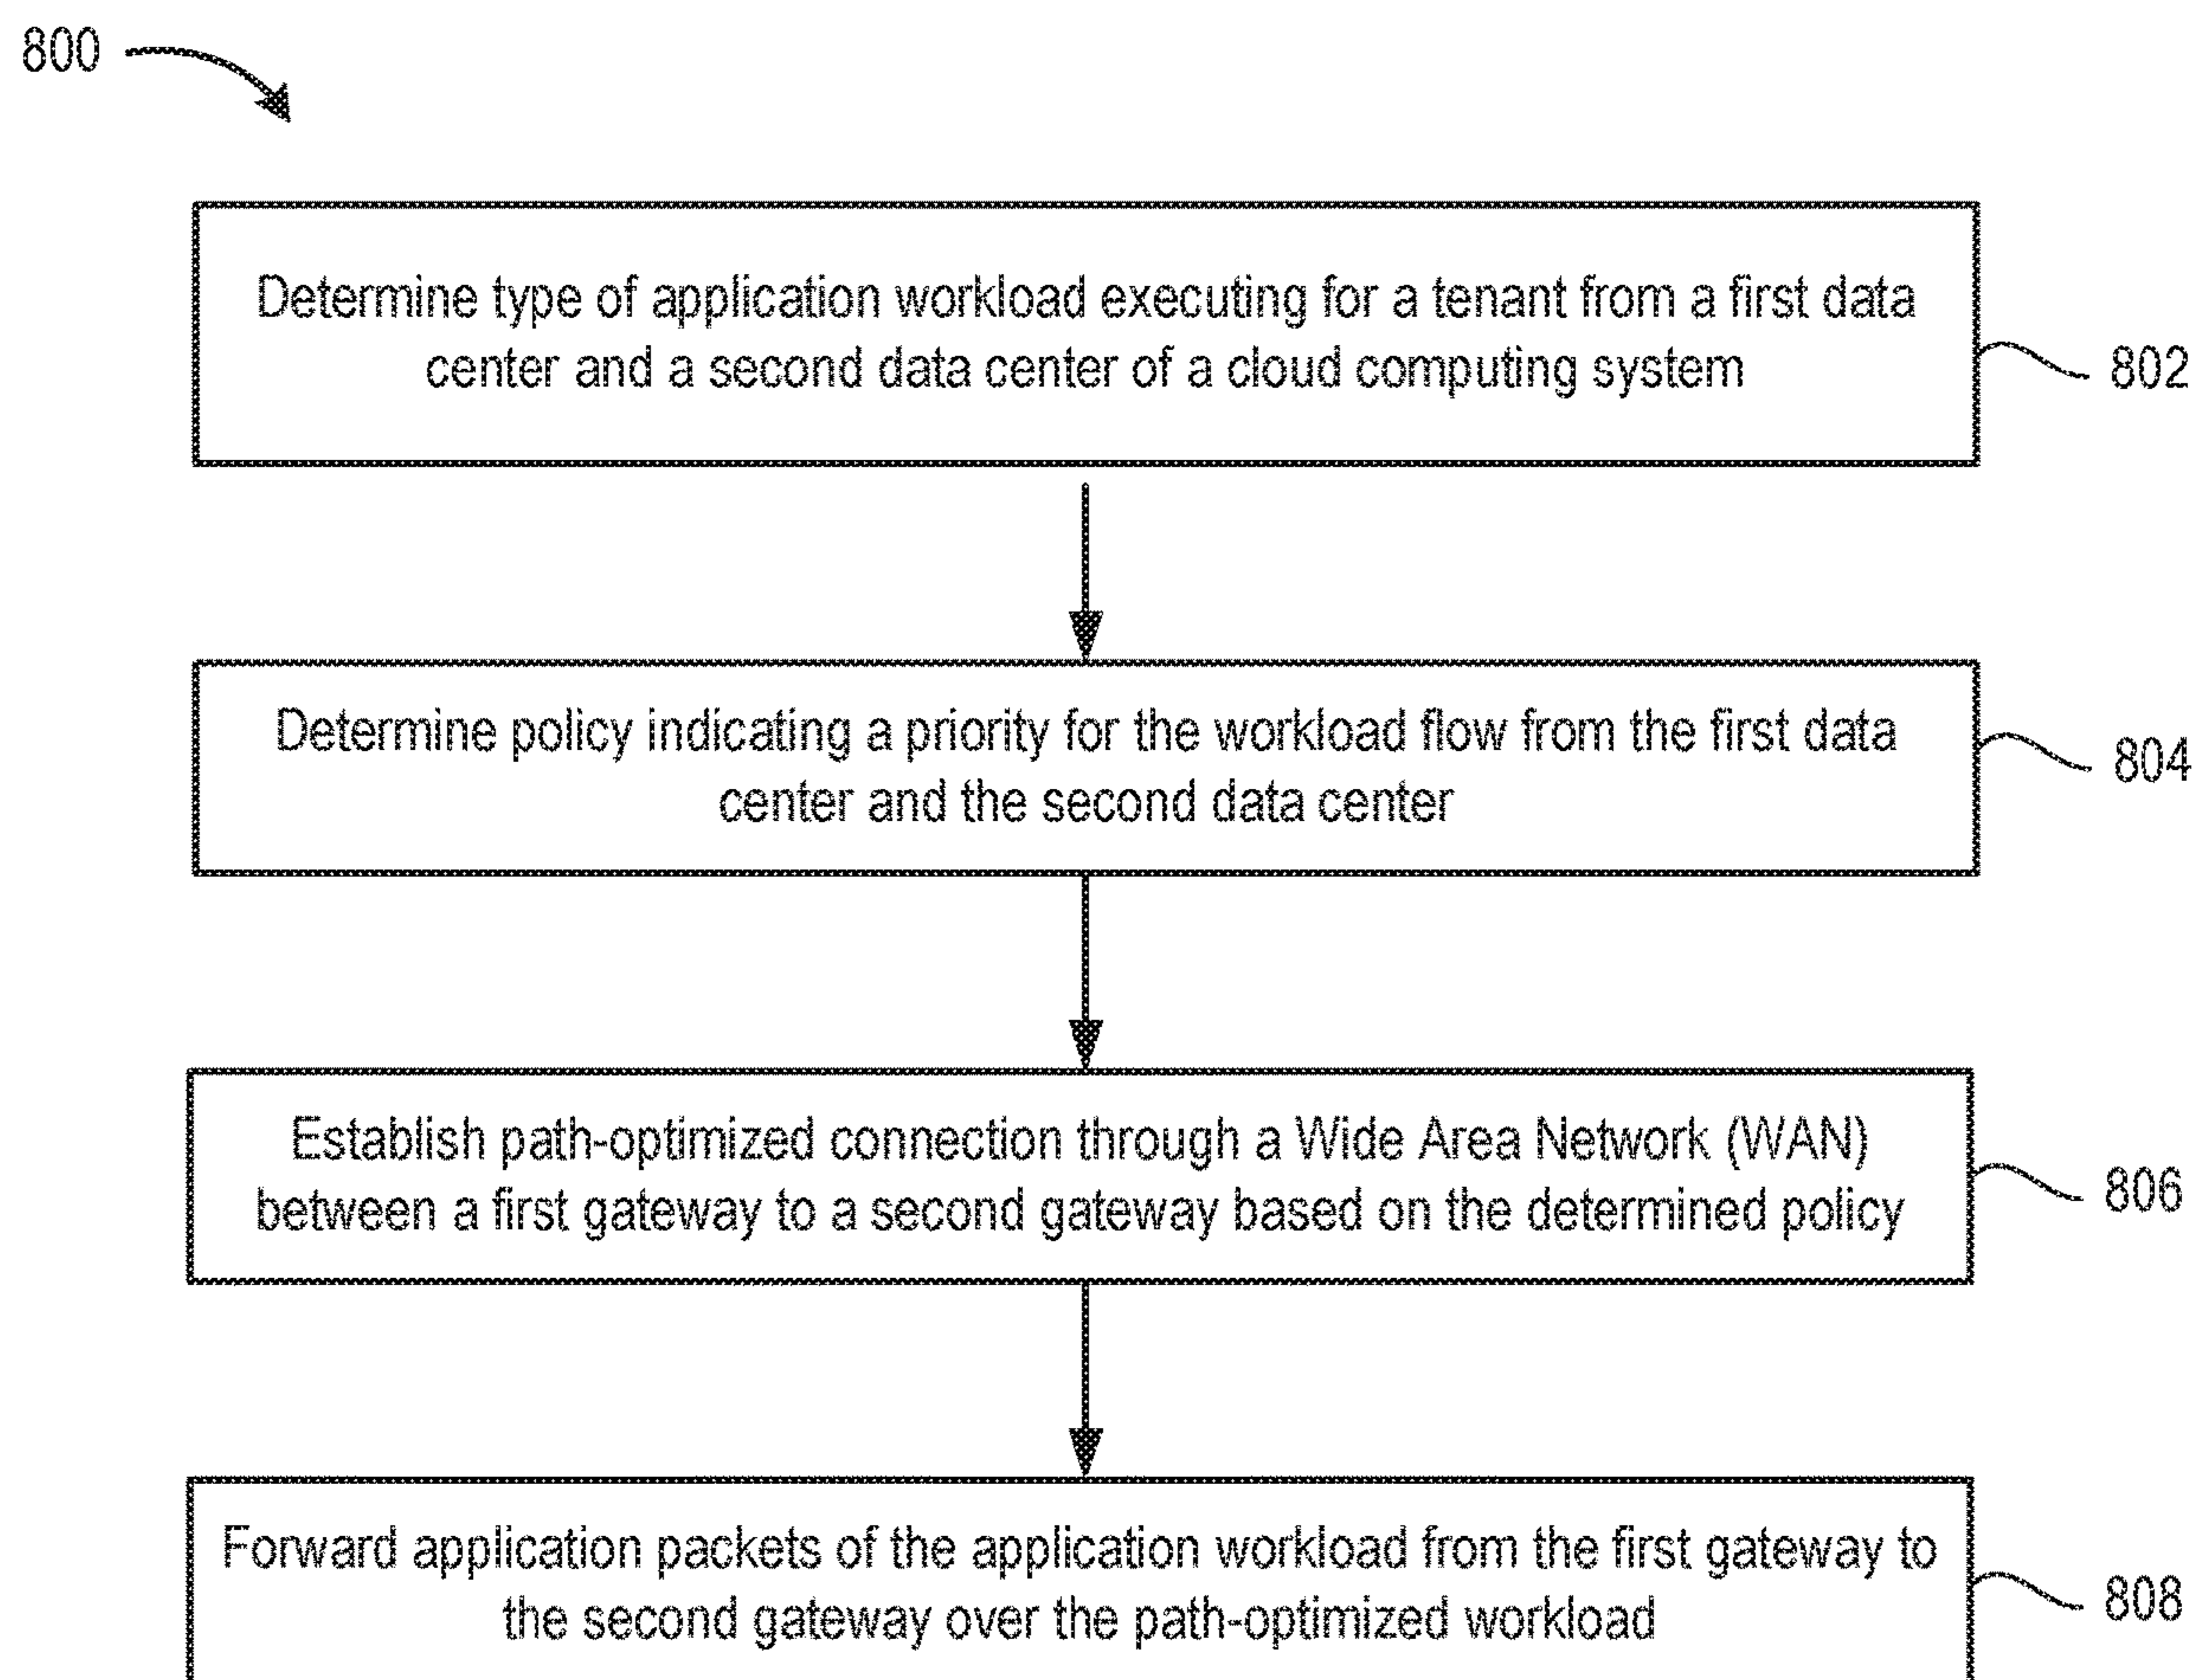 800
Determine type of application workload executing for a tenant from a first data
center and a second data center of a cloud computing system
802
Determine policy indicating a priority for the workload flow from the first data
center and the second data center
804
Establish path-optimized connection through a Wide Area Network (WAN)
between a first gateway to a second gateway based on the determined policy
806
Forward application packets of the application workload from the first gateway to
the second gateway over the path-optimized workload
808